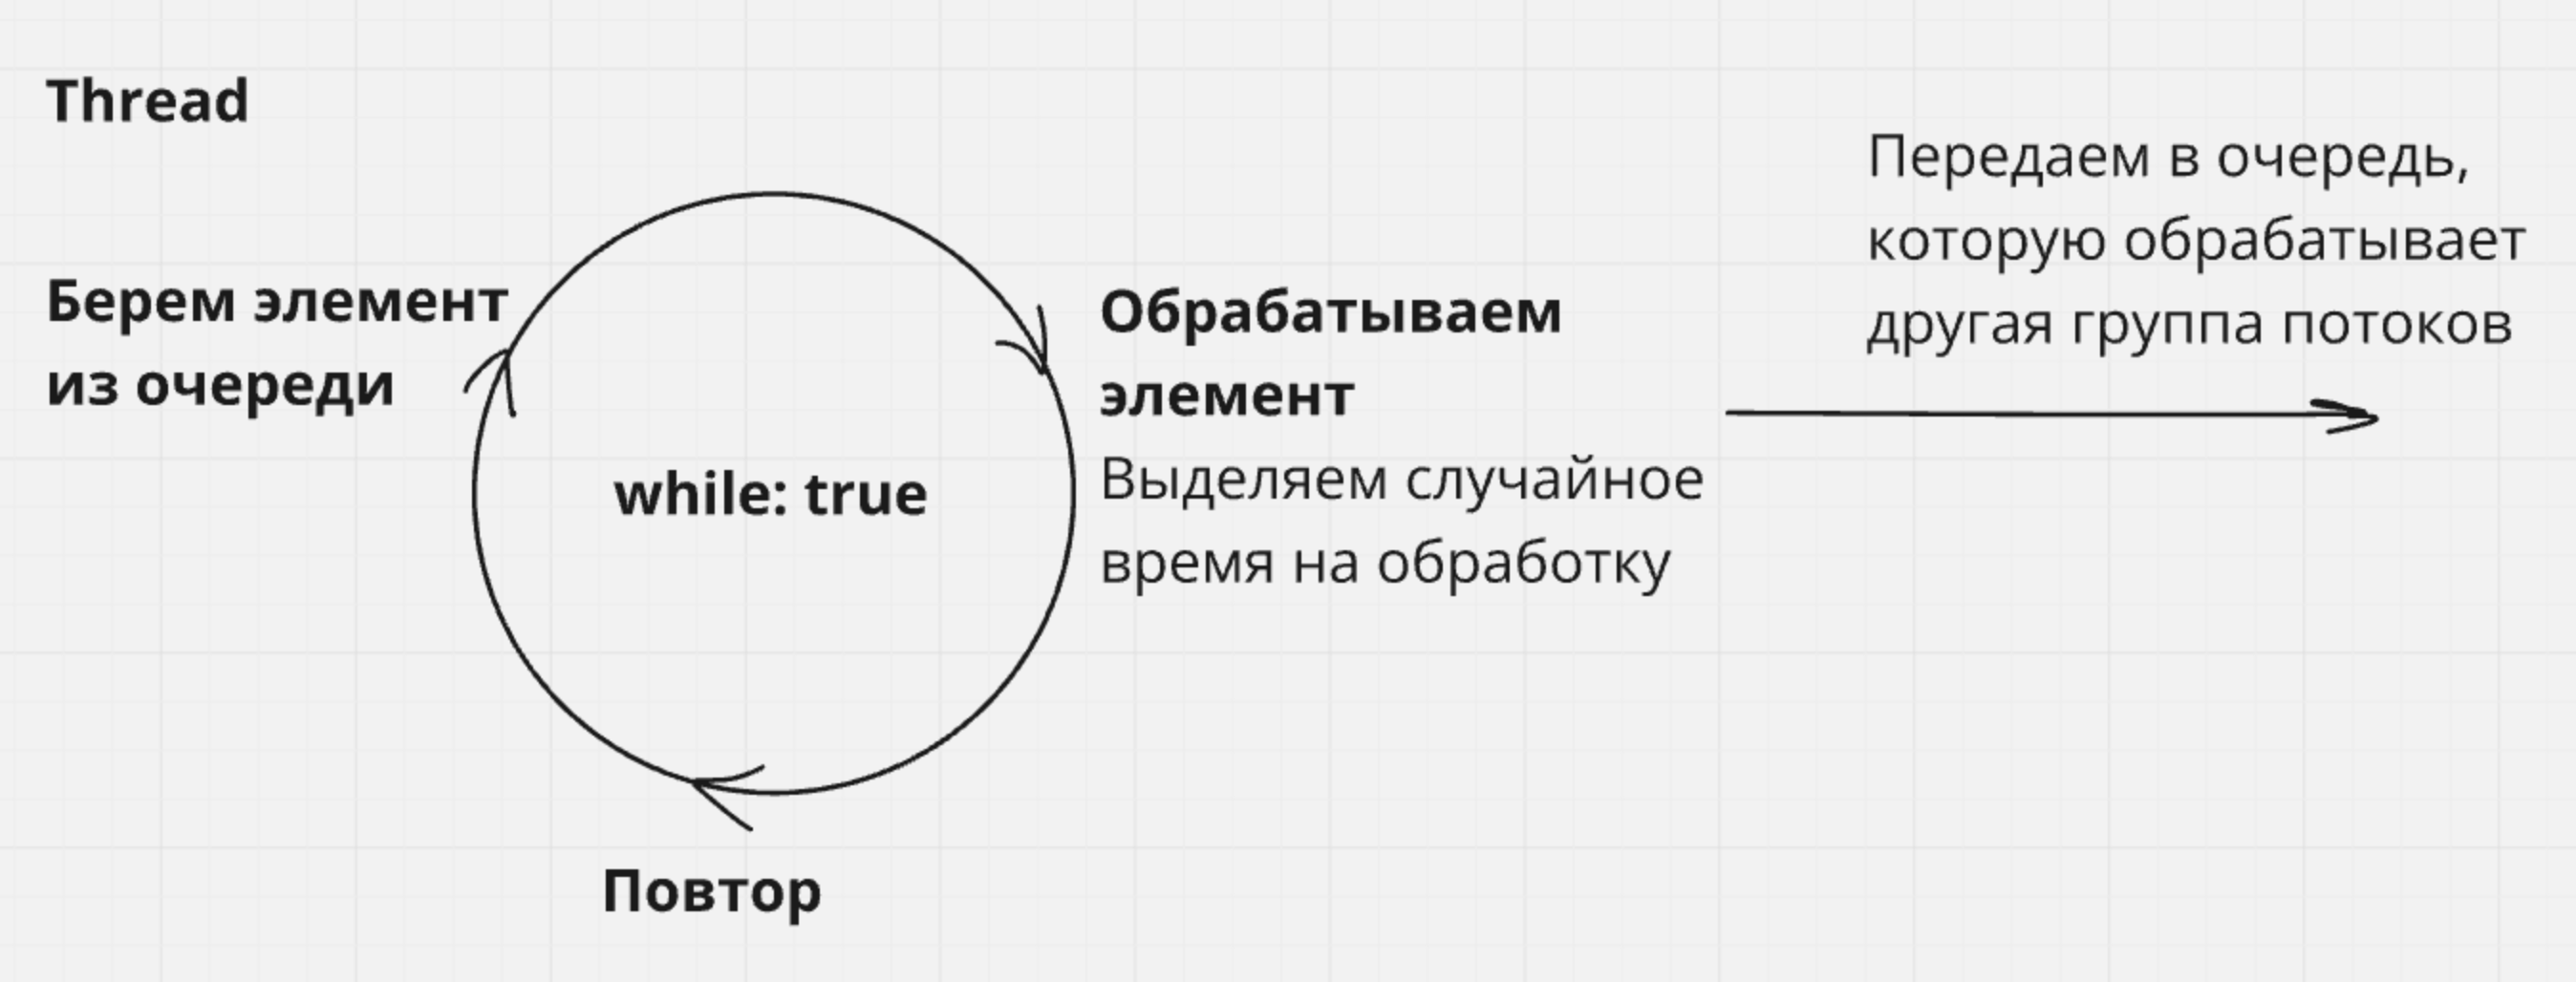 Thread
Берем элемент
из очереди
while: true
Обрабатываем
элемент
Выделяем случайное
время на обработку
Передаем в очередь,
которую обрабатывает
другая группа потоков
Повтор